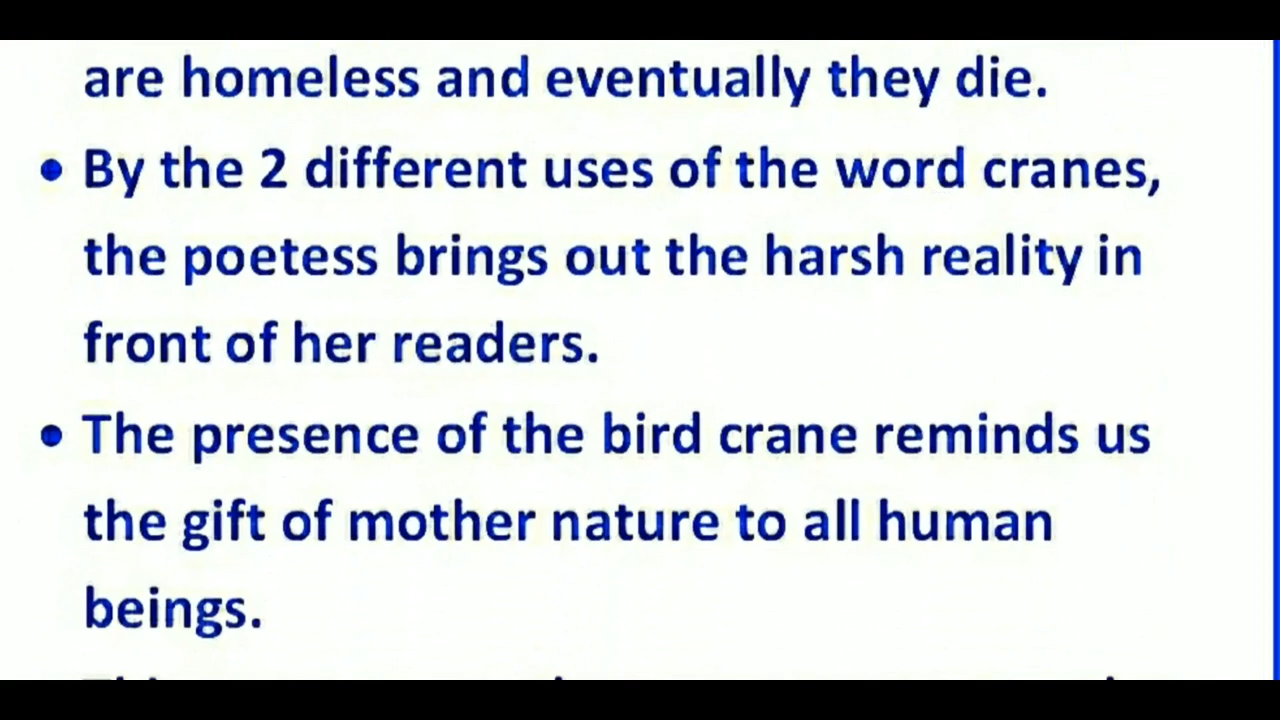 are homeless and eventually they die.
• By the 2 different uses of the word cranes,
the poetess brings out the harsh reality in
front of her readers.
• The presence of the bird crane reminds us
the gift of mother nature to all human
beings.